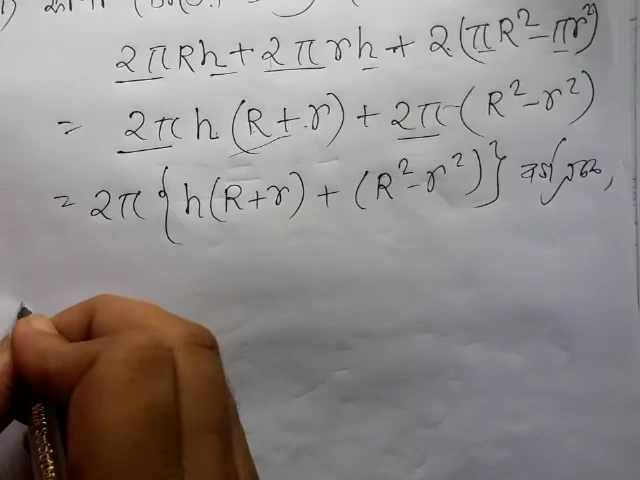 2πRh + 2πrh + 2(πR² - πr²)
= 2πh (R + r) + 2π (R² - r²)
= 2π {h(R+r) + (R² - r²)} বর্গ একক,